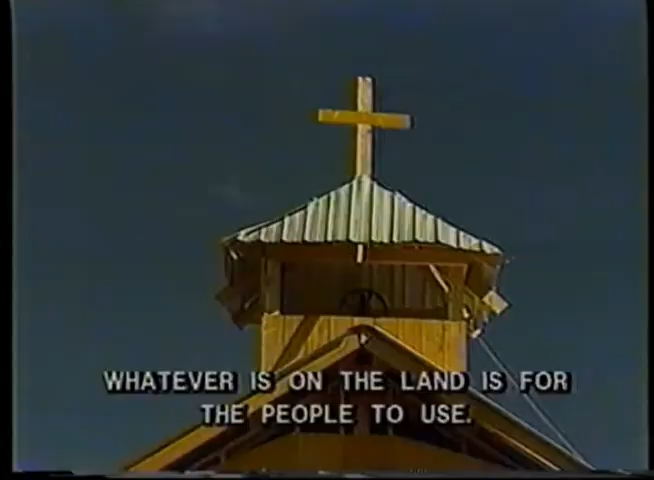 WHATEVER IS ON THE LAND IS FOR
THE PEOPLE TO USE.